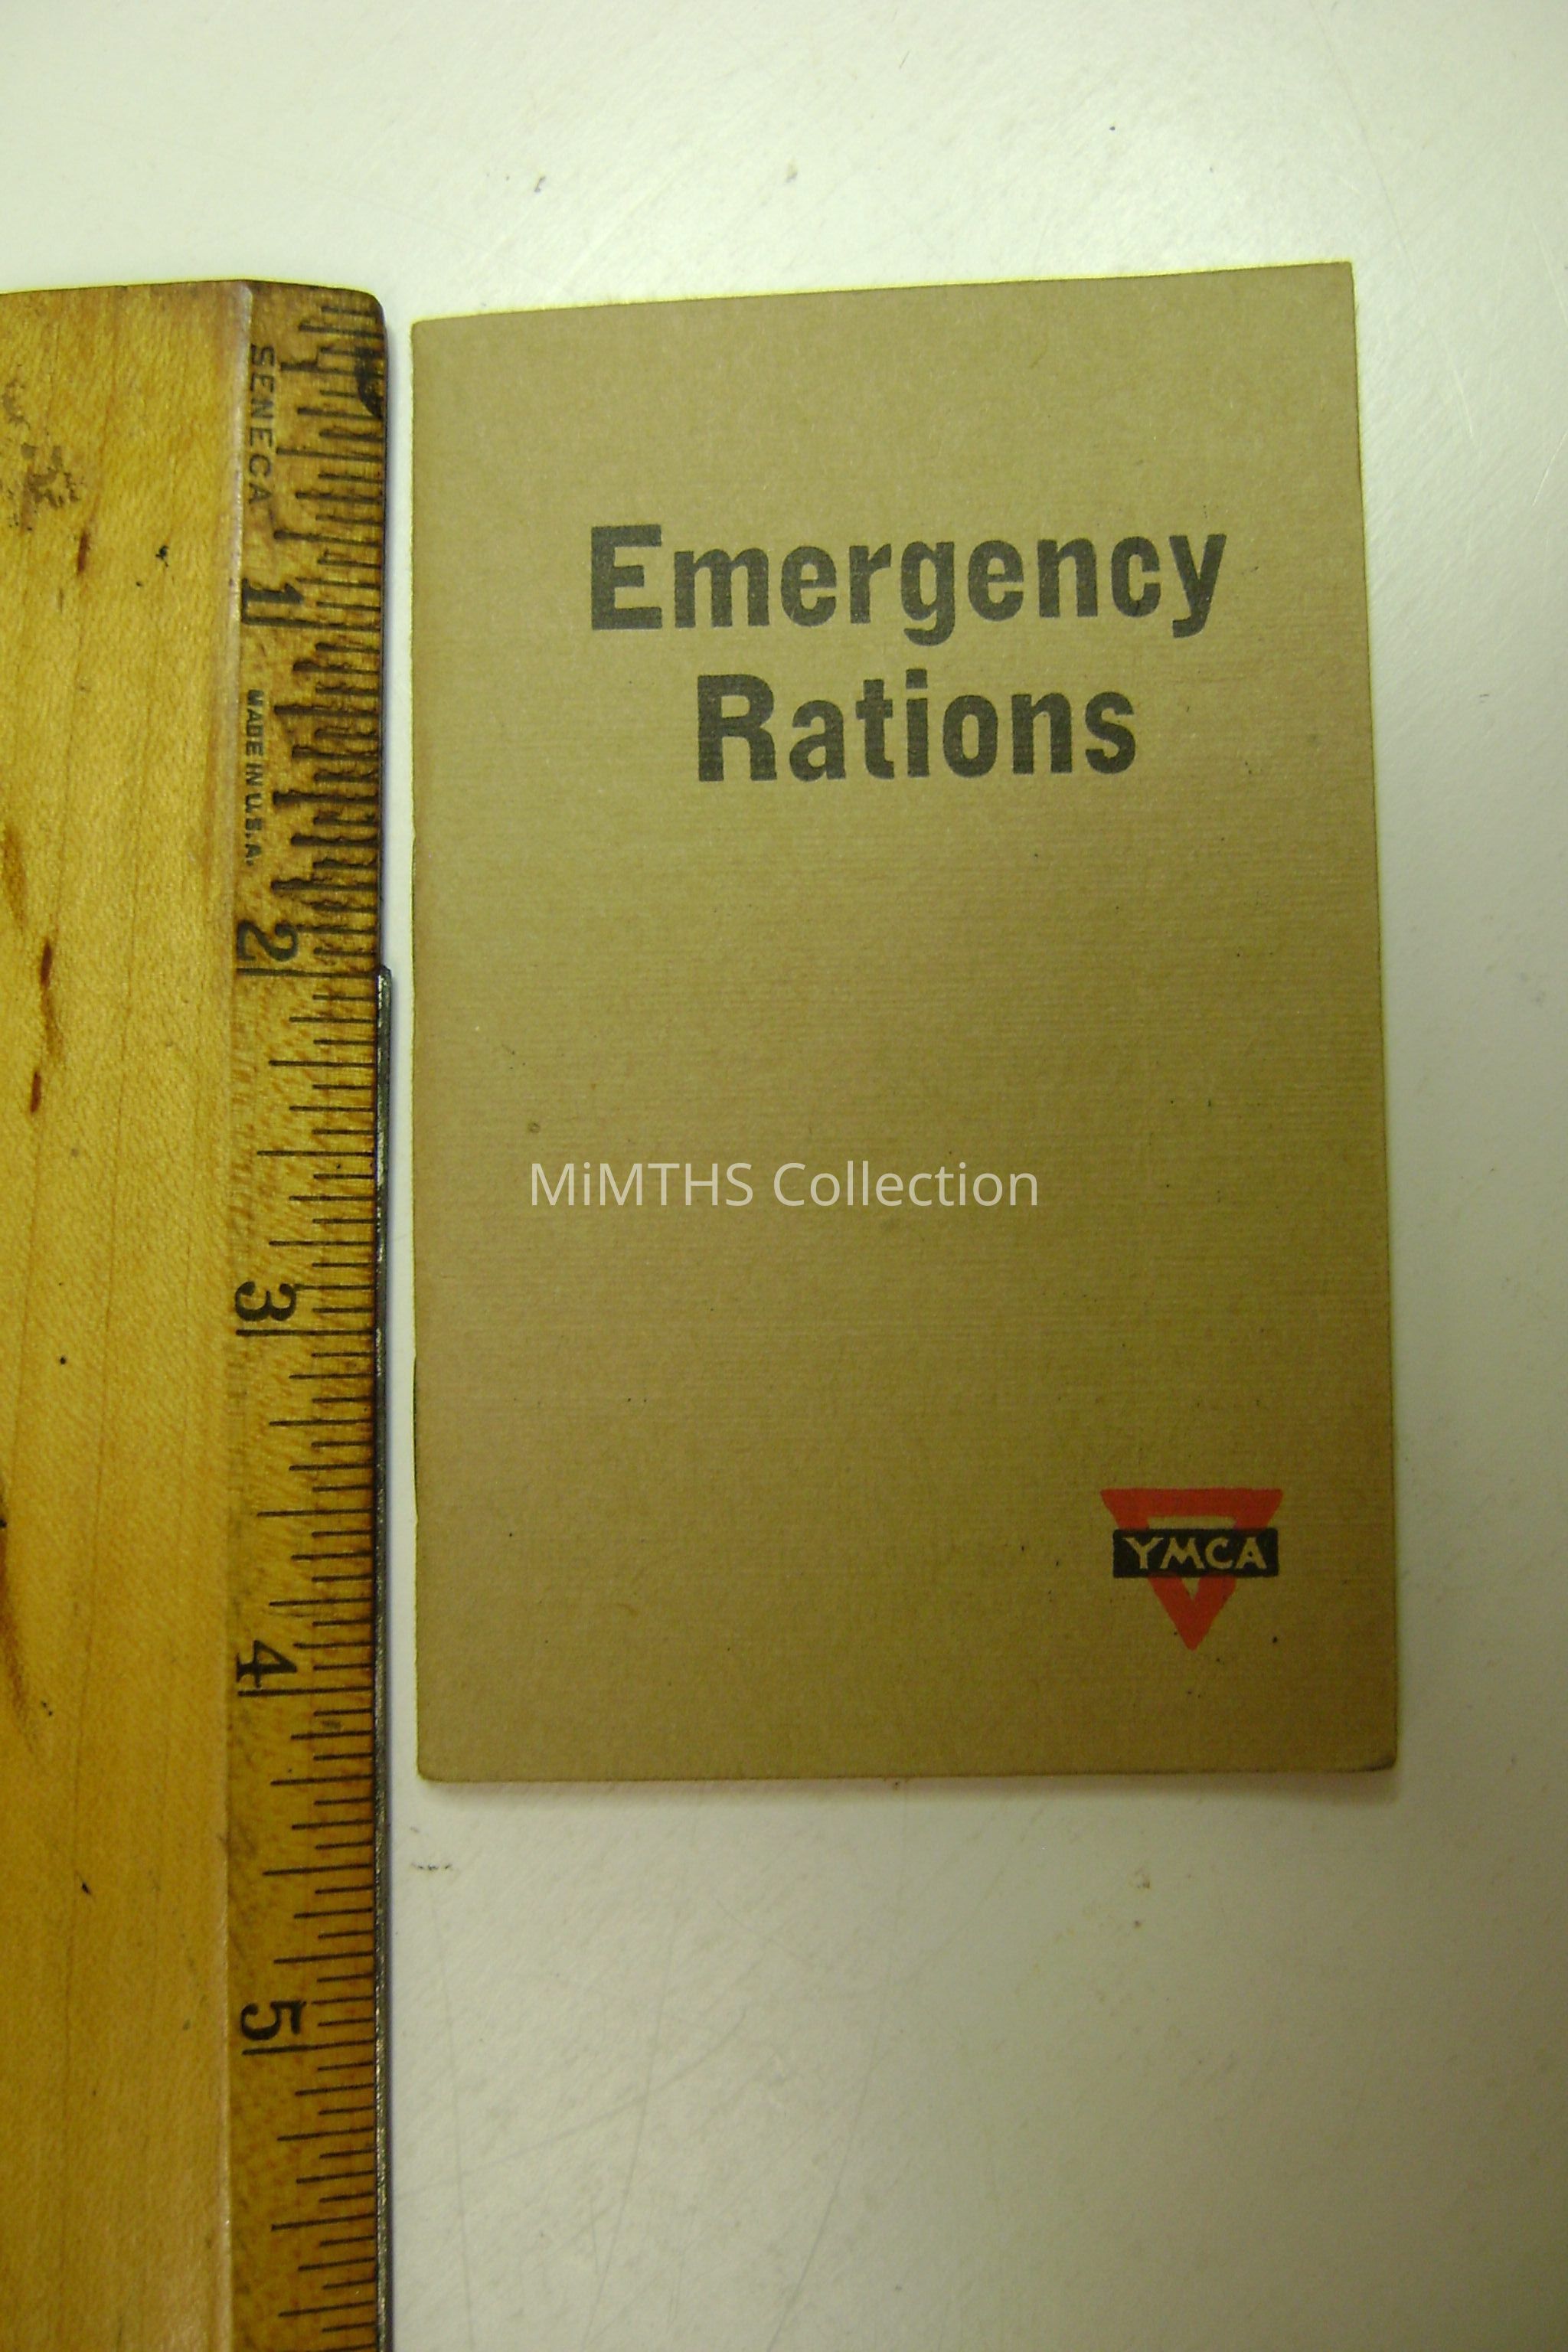 Emergency
Rations
MiMTHS Collection
YMCA
SENECA
1
MADE IN U.S.A.
2
3
4
5